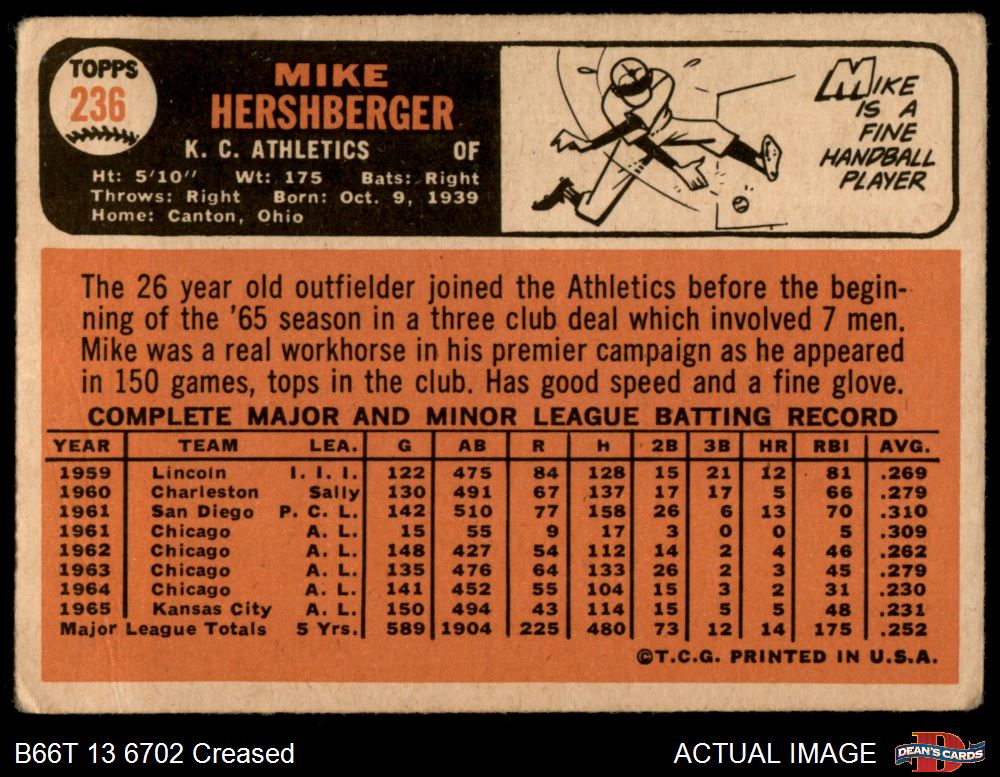 TOPPS
236
MIKE
HERSHBERGER
K. C. ATHLETICS OF
Ht: 5'10" Wt: 175 Bats: Right
Throws: Right Born: Oct. 9, 1939
Home: Canton, Ohio
MIKE
IS A
FINE
HANDBALL
PLAYER
The 26 year old outfielder joined the Athletics before the begin-
ning of the '65 season in a three club deal which involved 7 men.
Mike was a real workhorse in his premier campaign as he appeared
in 150 games, tops in the club. Has good speed and a fine glove.
COMPLETE MAJOR AND MINOR LEAGUE BATTING RECORD
YEAR TEAM LEA. G AB R H 2B 3B HR RBI AVG.
1959 Lincoln I. I. I. 122 475 84 128 15 21 12 81 .269
1960 Charleston Sally 130 491 67 137 17 17 5 66 .279
1961 San Diego P. C. L. 142 510 77 158 26 6 13 70 .310
1961 Chicago A. L. 15 55 9 17 3 0 0 5 .309
1962 Chicago A. L. 148 427 54 112 14 2 4 46 .262
1963 Chicago A. L. 135 476 64 133 26 2 3 45 .279
1964 Chicago A. L. 141 452 55 104 15 3 2 31 .230
1965 Kansas City A. L. 150 494 43 114 15 5 5 48 .231
Major League Totals 5 Yrs. 589 1904 225 480 73 12 14 175 .252
©T.C.G. PRINTED IN U.S.A.
B66T 13 6702 Creased
ACTUAL IMAGE
DEAN'S CARDS